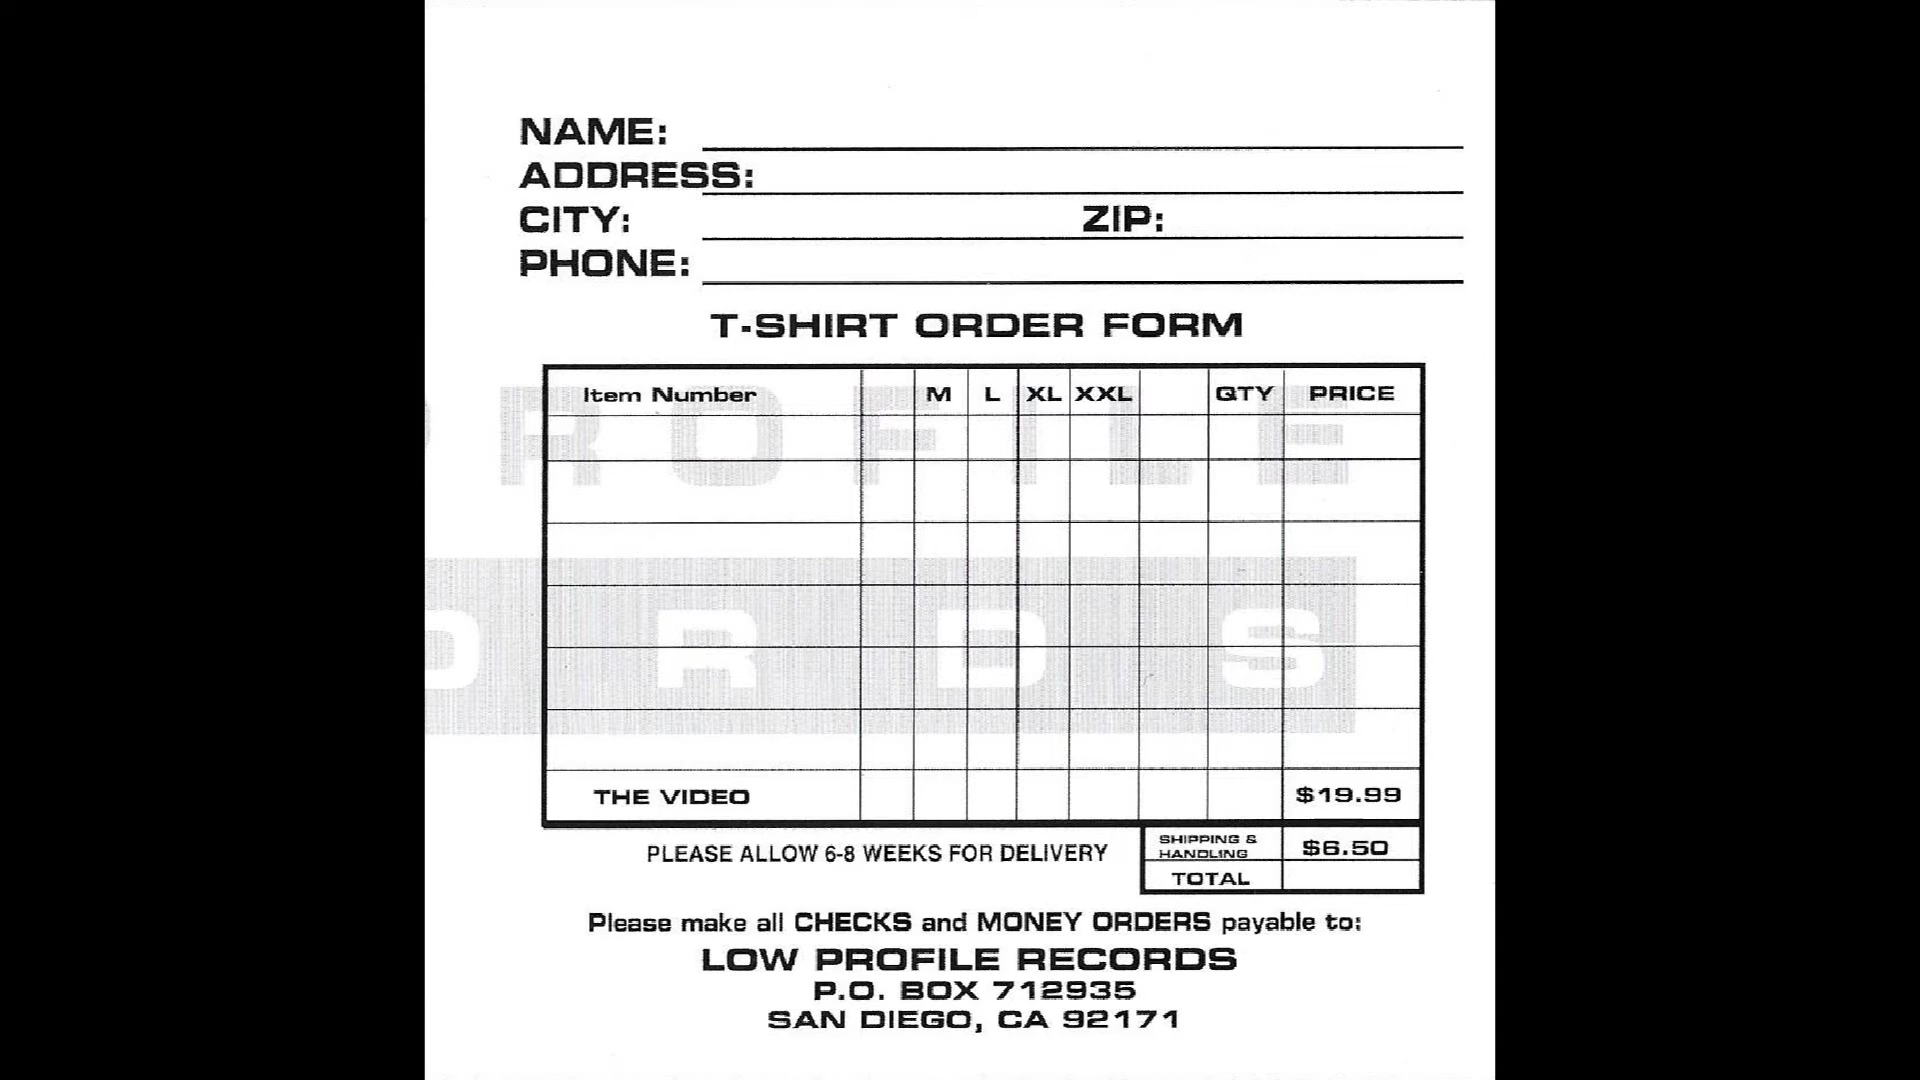 NAME:
ADDRESS:
CITY: ZIP:
PHONE:
T-SHIRT ORDER FORM
Item Number M L XL XXL QTY PRICE
PROFILE
ORDS
THE VIDEO $19.99
PLEASE ALLOW 6-8 WEEKS FOR DELIVERY
SHIPPING & HANDLING $6.50
TOTAL
Please make all CHECKS and MONEY ORDERS payable to:
LOW PROFILE RECORDS
P.O. BOX 712935
SAN DIEGO, CA 92171